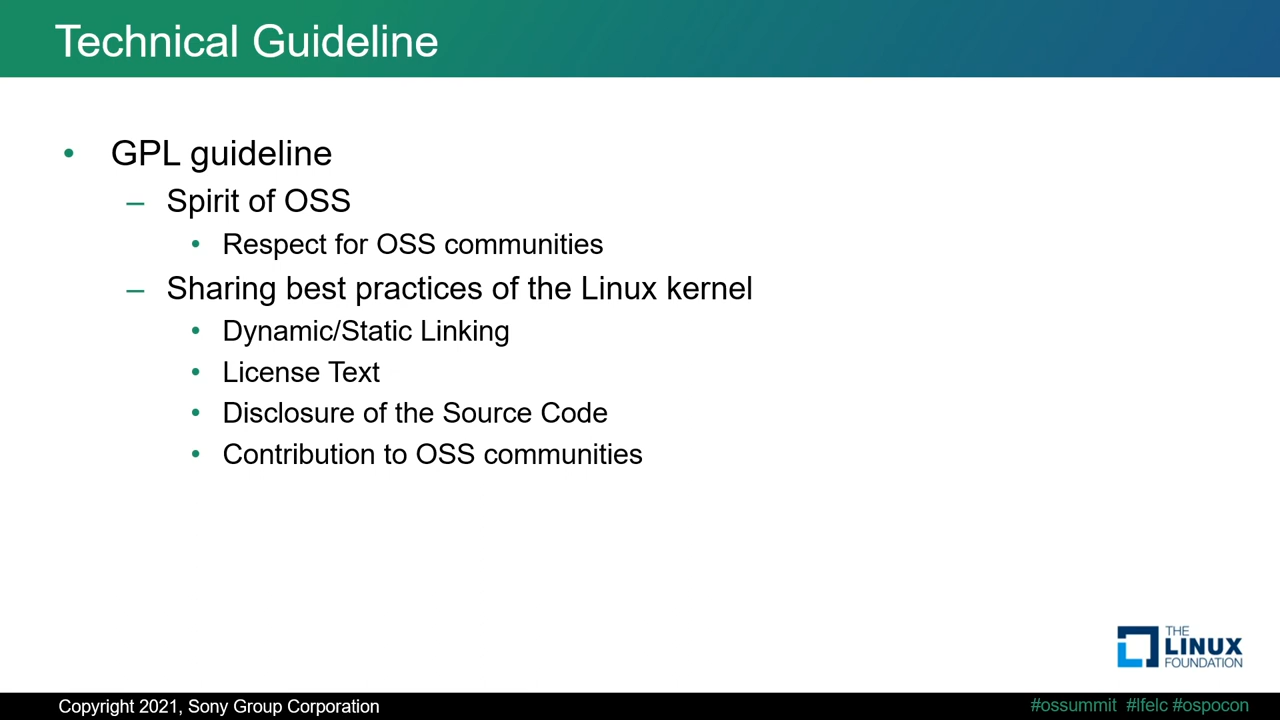 Technical Guideline
• GPL guideline
– Spirit of OSS
• Respect for OSS communities
– Sharing best practices of the Linux kernel
• Dynamic/Static Linking
• License Text
• Disclosure of the Source Code
• Contribution to OSS communities
THE
LINUX
FOUNDATION
Copyright 2021, Sony Group Corporation
#ossummit #lfelc #ospocon